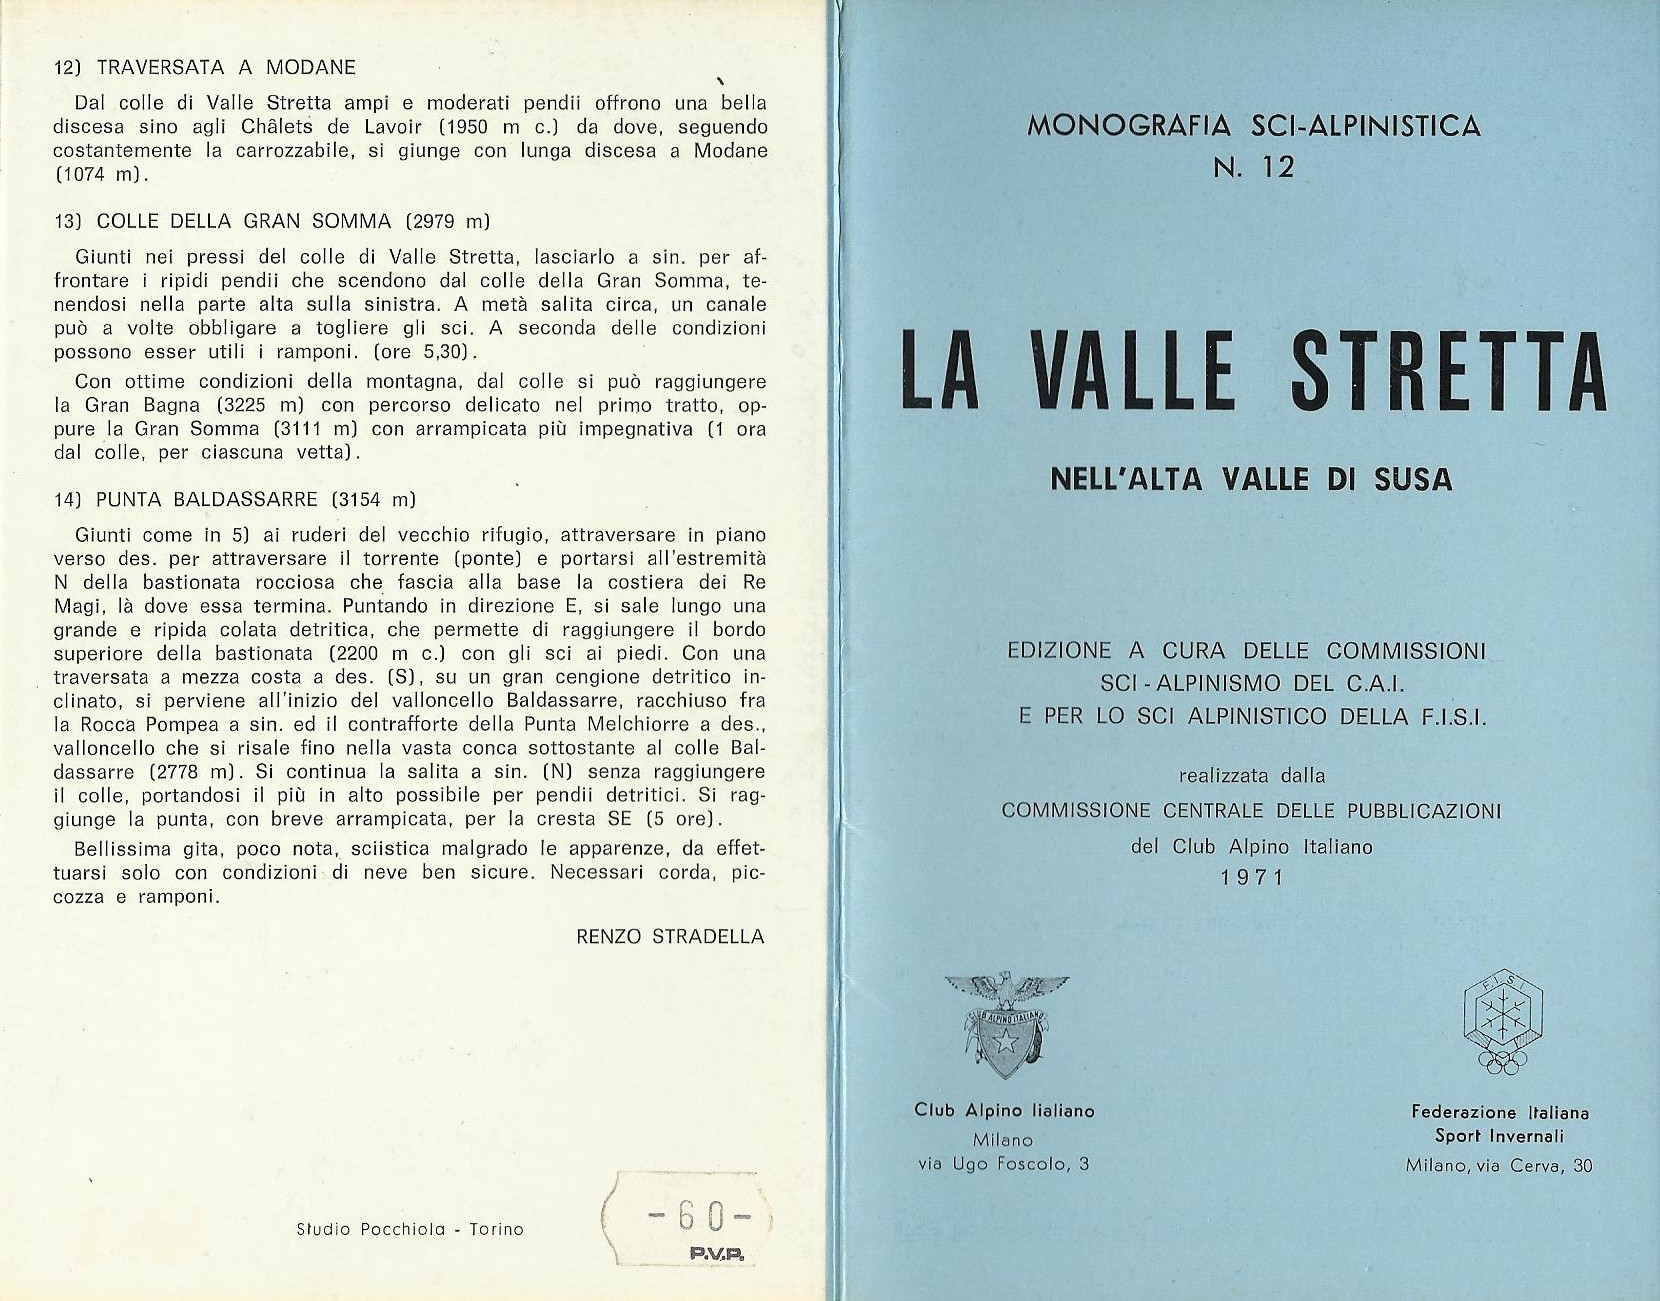 12) TRAVERSATA A MODANE
Dal colle di Valle Stretta ampi e moderati pendii offrono una bella
discesa sino agli Châlets de Lavoir (1950 m c.) da dove, seguendo
costantemente la carrozzabile, si giunge con lunga discesa a Modane
(1074 m).
13) COLLE DELLA GRAN SOMMA (2979 m)
Giunti nei pressi del colle di Valle Stretta, lasciarlo a sin. per af-
frontare i ripidi pendii che scendono dal colle della Gran Somma, te-
nendosi nella parte alta sulla sinistra. A metà salita circa, un canale
può a volte obbligare a togliere gli sci. A seconda delle condizioni
possono esser utili i ramponi. (ore 5,30).
Con ottime condizioni della montagna, dal colle si può raggiungere
la Gran Bagna (3225 m) con percorso delicato nel primo tratto, op-
pure la Gran Somma (3111 m) con arrampicata più impegnativa (1 ora
dal colle, per ciascuna vetta).
14) PUNTA BALDASSARRE (3154 m)
Giunti come in 5) ai ruderi del vecchio rifugio, attraversare in piano
verso des. per attraversare il torrente (ponte) e portarsi all'estremità
N della bastionata rocciosa che fascia alla base la costiera dei Re
Magi, là dove essa termina. Puntando in direzione E, si sale lungo una
grande e ripida colata detritica, che permette di raggiungere il bordo
superiore della bastionata (2200 m c.) con gli sci ai piedi. Con una
traversata a mezza costa a des. (S), su un gran cengione detritico in-
clinato, si perviene all'inizio del valloncello Baldassarre, racchiuso fra
la Rocca Pompea a sin. ed il contrafforte della Punta Melchiorre a des.,
valloncello che si risale fino nella vasta conca sottostante al colle Bal-
dassarre (2778 m). Si continua la salita a sin. (N) senza raggiungere
il colle, portandosi il più in alto possibile per pendii detritici. Si rag-
giunge la punta, con breve arrampicata, per la cresta SE (5 ore).
Bellissima gita, poco nota, sciistica malgrado le apparenze, da effet-
tuarsi solo con condizioni di neve ben sicure. Necessari corda, pic-
cozza e ramponi.
RENZO STRADELLA
Studio Pocchiola - Torino
-60-
P.V.P.
MONOGRAFIA SCI-ALPINISTICA
N. 12
LA VALLE STRETTA
NELL'ALTA VALLE DI SUSA
EDIZIONE A CURA DELLE COMMISSIONI
SCI-ALPINISMO DEL C.A.I.
E PER LO SCI ALPINISTICO DELLA F.I.S.I.
realizzata dalla
COMMISSIONE CENTRALE DELLE PUBBLICAZIONI
del Club Alpino Italiano
1971
CLUB ALPINO ITALIANO
F.I.S.I.
Club Alpino Iialiano
Milano
via Ugo Foscolo, 3
Federazione Italiana
Sport Invernali
Milano, via Cerva, 30